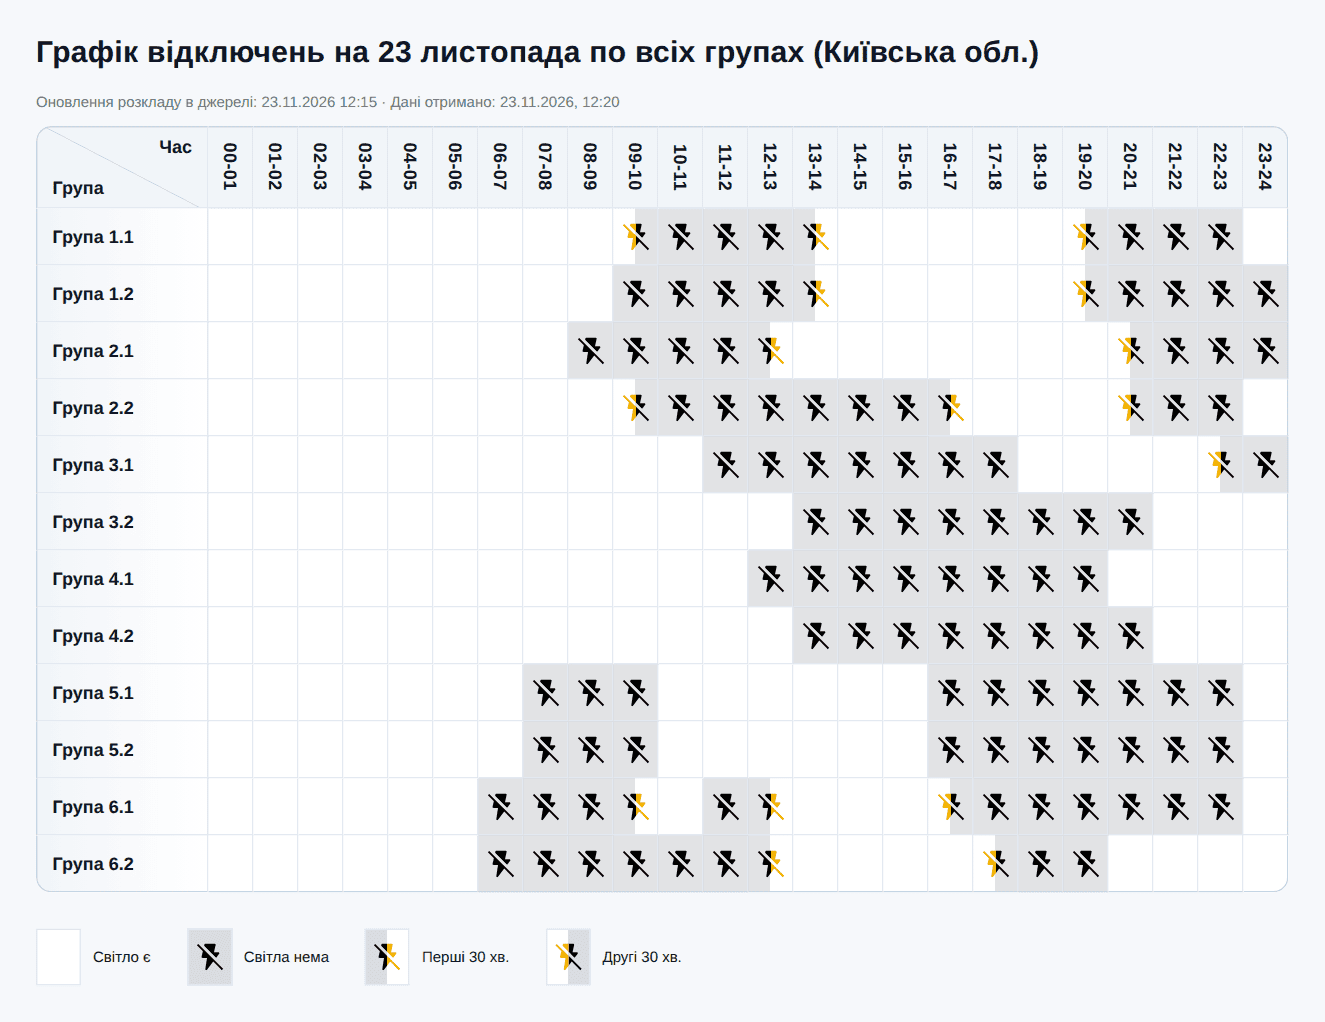 Графік відключень на 23 листопада по всіх групах (Київська обл.)
Оновлення розкладу в джерелі: 23.11.2026 12:15 · Дані отримано: 23.11.2026, 12:20
Час
Група
00-01 01-02 02-03 03-04 04-05 05-06 06-07 07-08 08-09 09-10 10-11 11-12 12-13 13-14 14-15 15-16 16-17 17-18 18-19 19-20 20-21 21-22 22-23 23-24
Група 1.1
Група 1.2
Група 2.1
Група 2.2
Група 3.1
Група 3.2
Група 4.1
Група 4.2
Група 5.1
Група 5.2
Група 6.1
Група 6.2
Світло є Світла нема Перші 30 хв. Другі 30 хв.